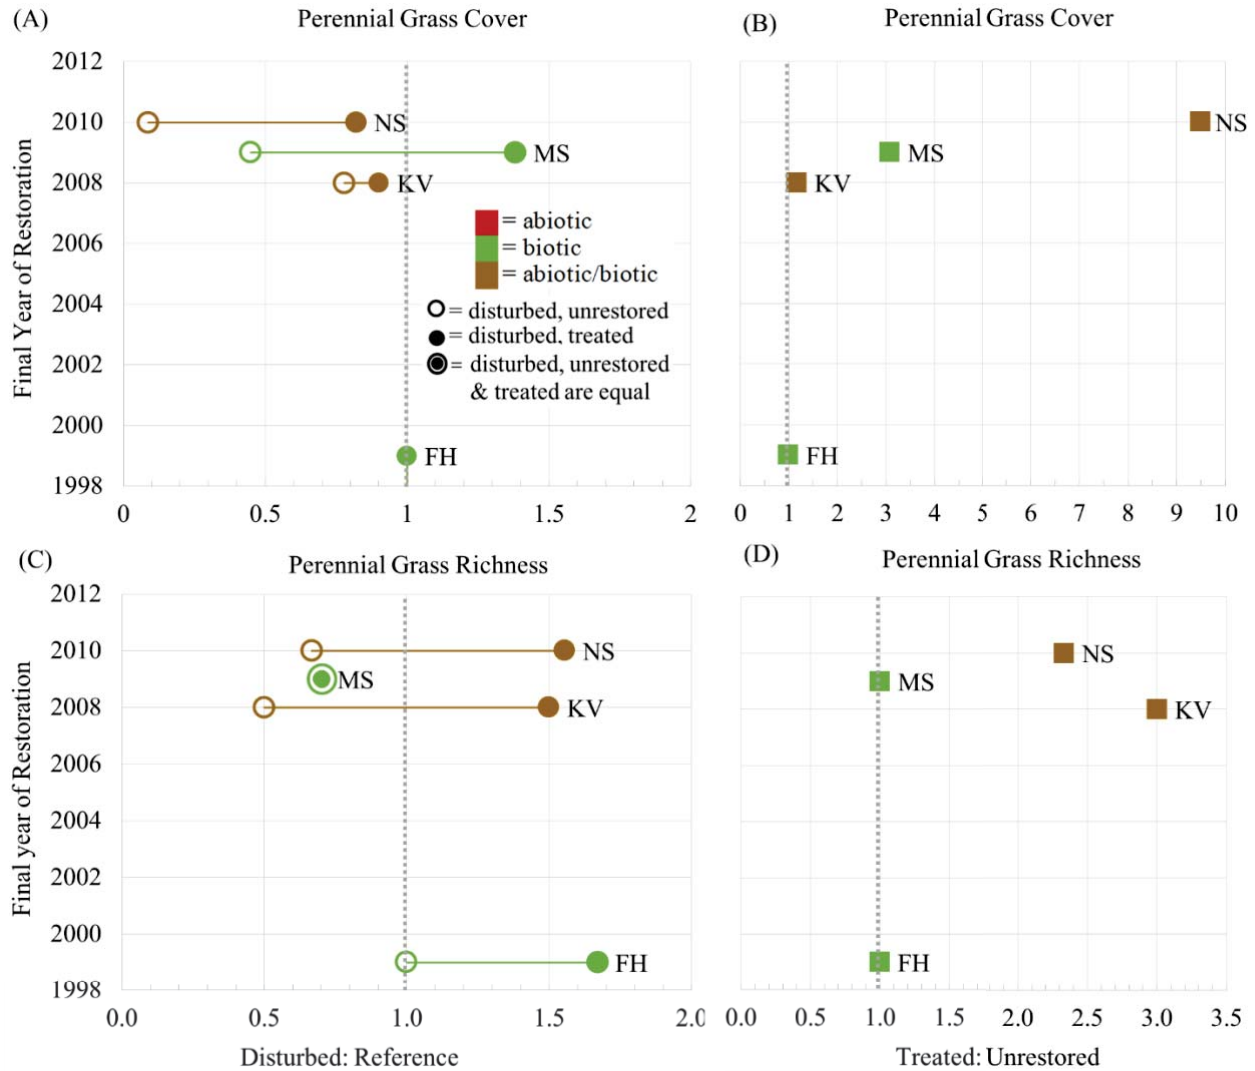 (A) Perennial Grass Cover
Final Year of Restoration
2012
2010
2008
2006
2004
2002
2000
1998
NS
MS
KV
= abiotic
= biotic
= abiotic/biotic
= disturbed, unrestored
= disturbed, treated
= disturbed, unrestored
& treated are equal
FH
0 0.5 1 1.5 2
(B) Perennial Grass Cover
NS
MS
KV
FH
0 1 2 3 4 5 6 7 8 9 10
(C) Perennial Grass Richness
Final year of Restoration
2012
2010
2008
2006
2004
2002
2000
1998
NS
MS
KV
FH
0.0 0.5 1.0 1.5 2.0
Disturbed: Reference
(D) Perennial Grass Richness
NS
MS
KV
FH
0.0 0.5 1.0 1.5 2.0 2.5 3.0 3.5
Treated: Unrestored